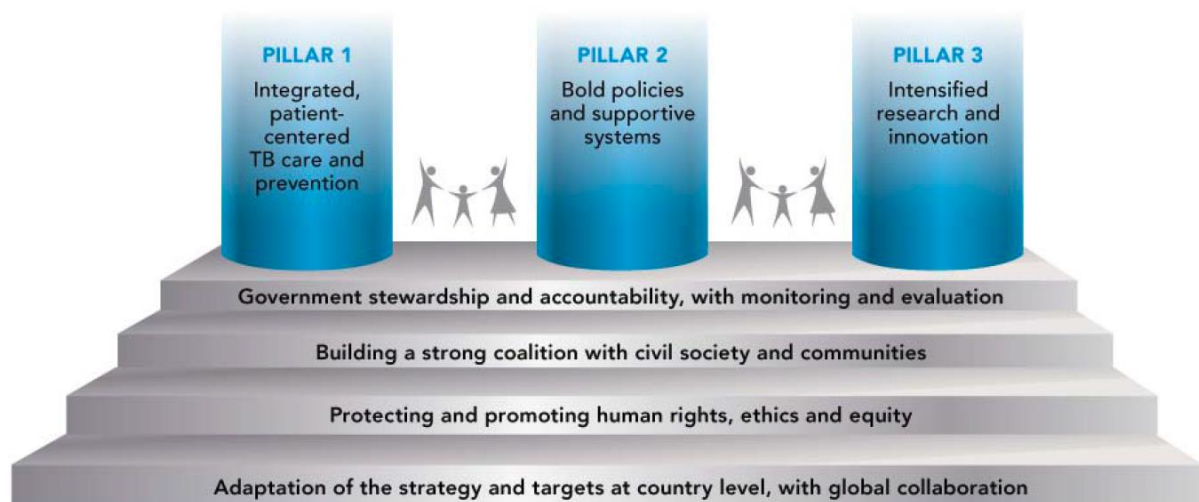 PILLAR 1
Integrated,
patient-
centered
TB care and
prevention
PILLAR 2
Bold policies
and supportive
systems
PILLAR 3
Intensified
research and
innovation
Government stewardship and accountability, with monitoring and evaluation
Building a strong coalition with civil society and communities
Protecting and promoting human rights, ethics and equity
Adaptation of the strategy and targets at country level, with global collaboration